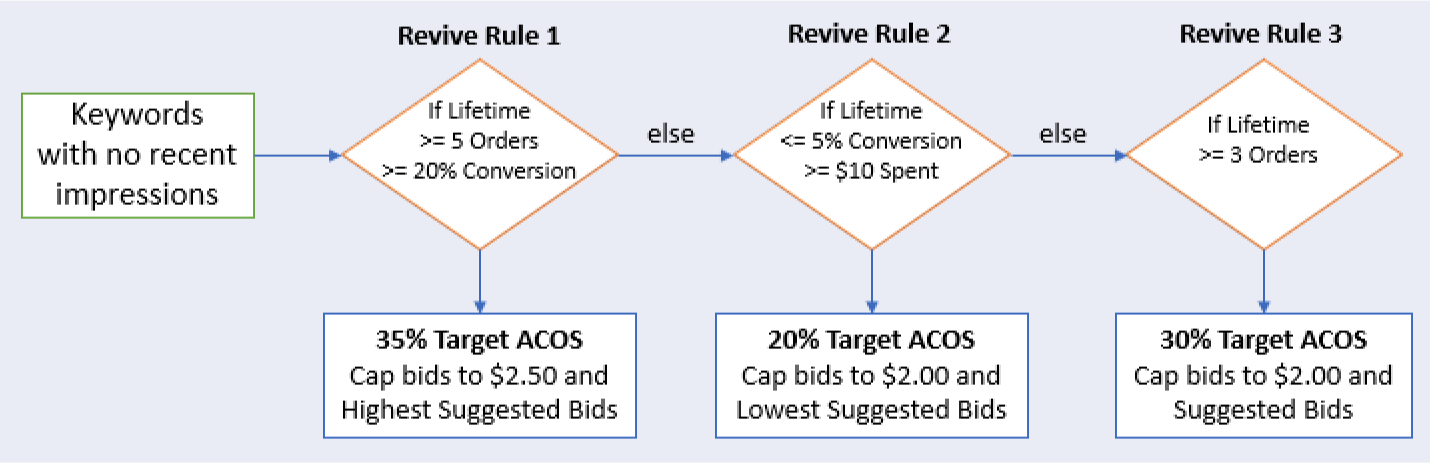 Revive Rule 1
Revive Rule 2
Revive Rule 3
Keywords
with no recent
impressions
If Lifetime
>= 5 Orders
>= 20% Conversion
else
If Lifetime
<= 5% Conversion
>= $10 Spent
else
If Lifetime
>= 3 Orders
35% Target ACOS
Cap bids to $2.50 and
Highest Suggested Bids
20% Target ACOS
Cap bids to $2.00 and
Lowest Suggested Bids
30% Target ACOS
Cap bids to $2.00 and
Suggested Bids